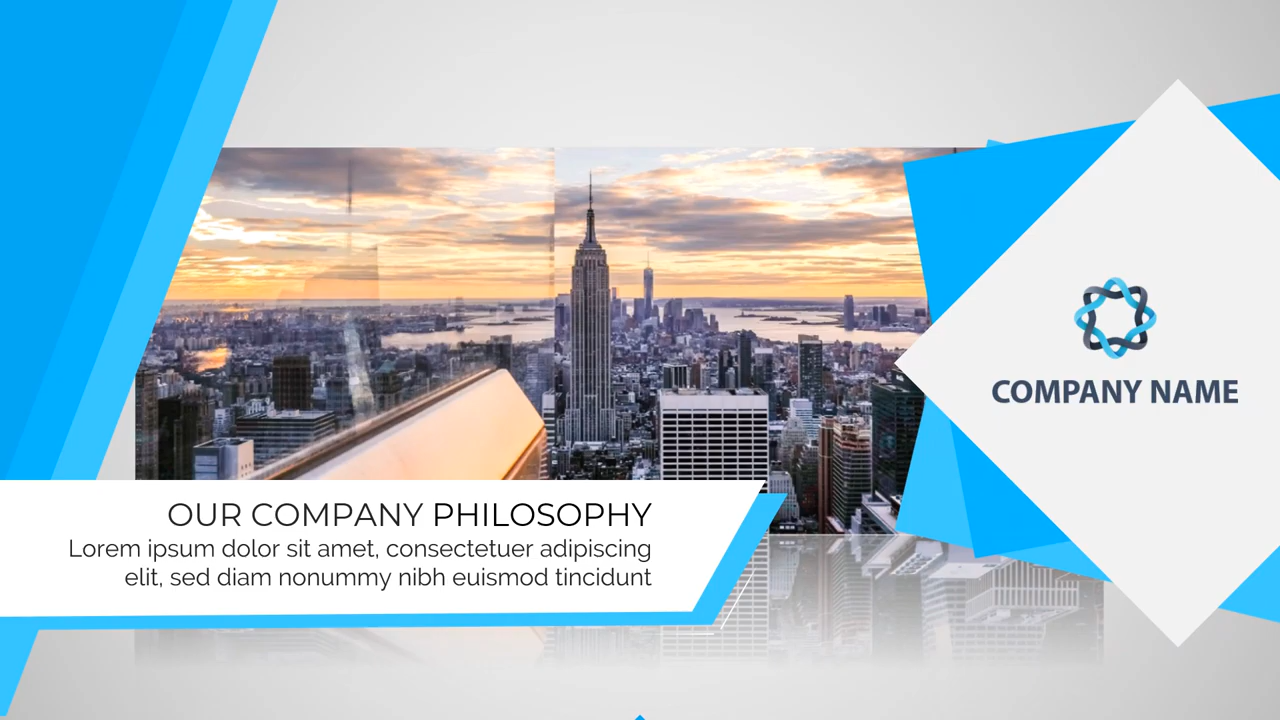 OUR COMPANY PHILOSOPHY
Lorem ipsum dolor sit amet, consectetuer adipiscing
elit, sed diam nonummy nibh euismod tincidunt
COMPANY NAME